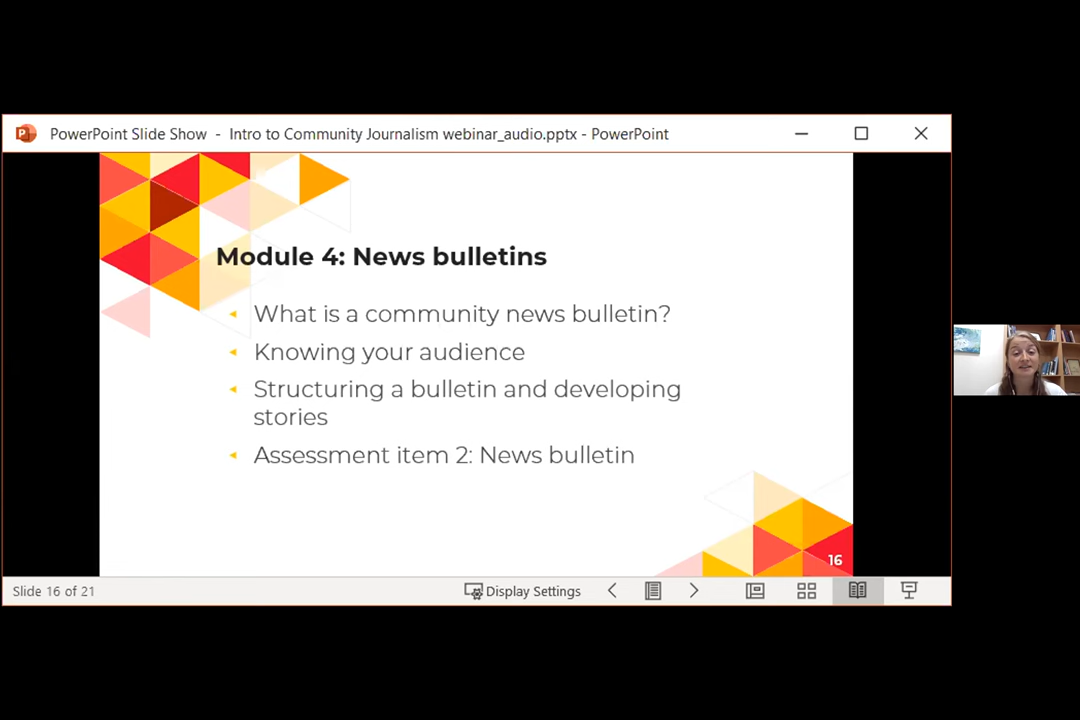 PowerPoint Slide Show - Intro to Community Journalism webinar_audio.pptx - PowerPoint
Module 4: News bulletins
What is a community news bulletin?
Knowing your audience
Structuring a bulletin and developing
stories
Assessment item 2: News bulletin
16
Slide 16 of 21
Display Settings